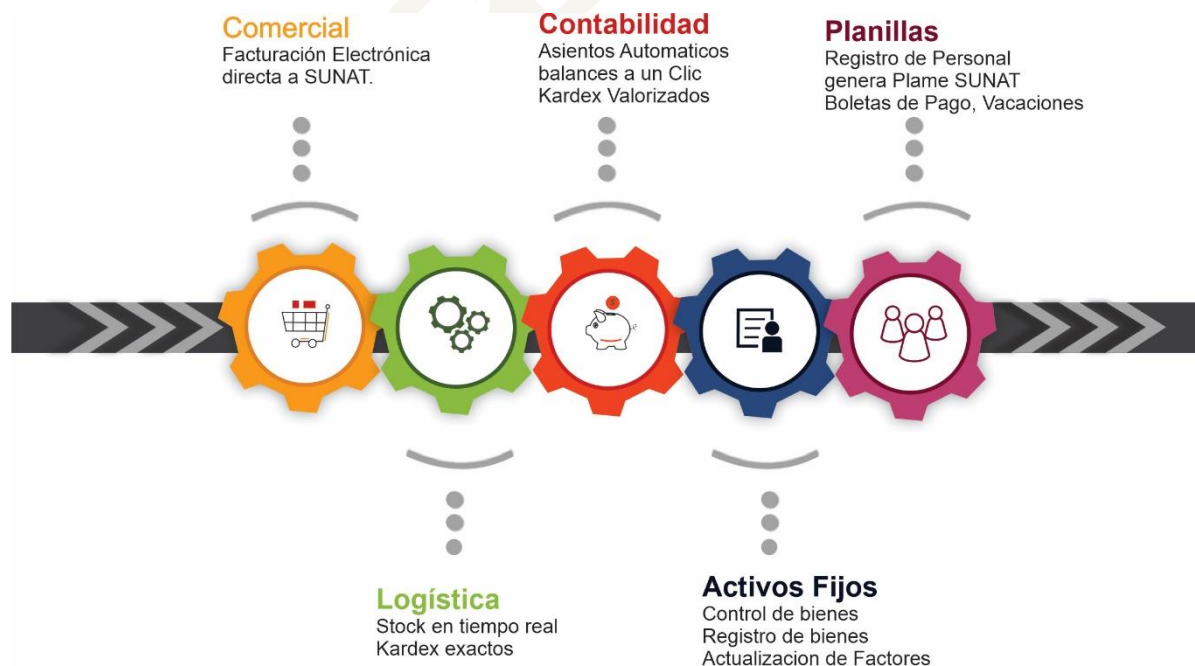 Comercial
Facturación Electrónica
directa a SUNAT.
Contabilidad
Asientos Automaticos
balances a un Clic
Kardex Valorizados
Planillas
Registro de Personal
genera Plame SUNAT
Boletas de Pago, Vacaciones
$
Logística
Stock en tiempo real
Kardex exactos
Activos Fijos
Control de bienes
Registro de bienes
Actualizacion de Factores